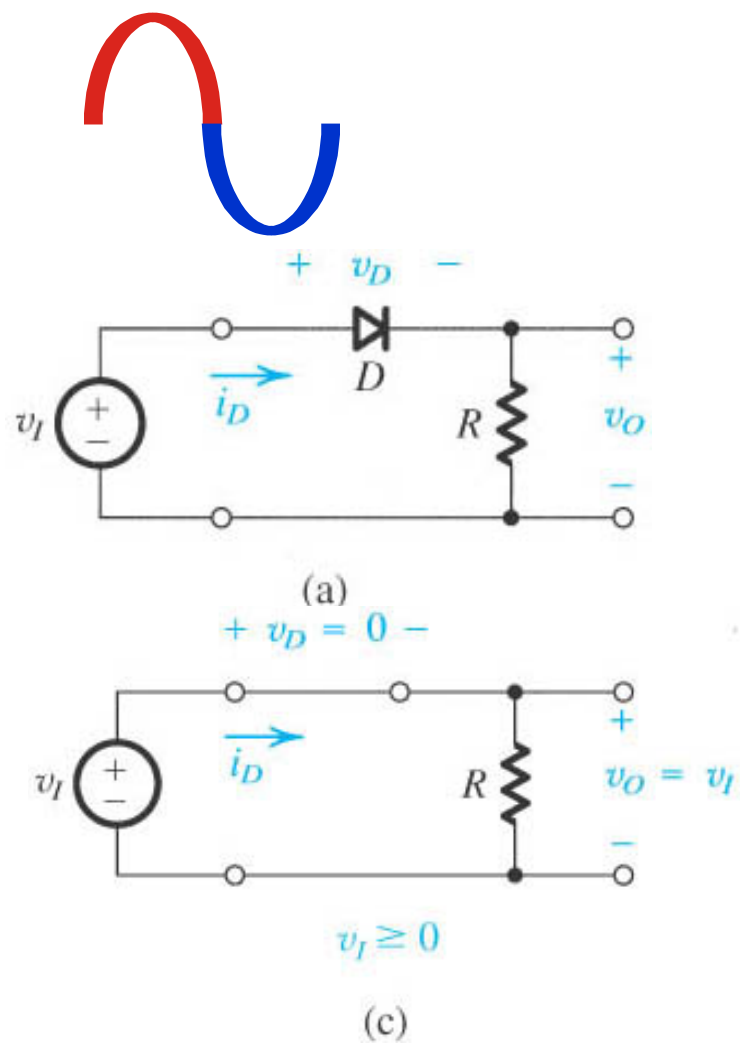 + v_D −
D
i_D
v_I
+
−
R
+
v_O
−
(a)
+ v_D = 0 −
i_D
v_I
+
−
R
+
v_O = v_I
−
v_I ≥ 0
(c)